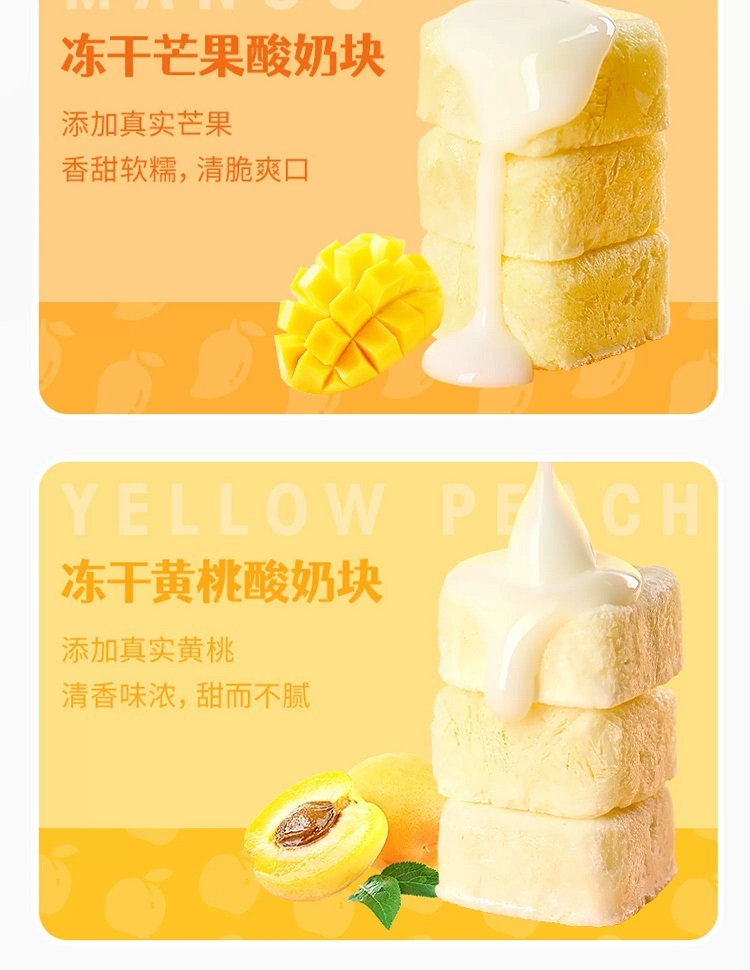 MANGO
冻干芒果酸奶块
添加真实芒果
香甜软糯，清脆爽口
YELLOW PEACH
冻干黄桃酸奶块
添加真实黄桃
清香味浓，甜而不腻